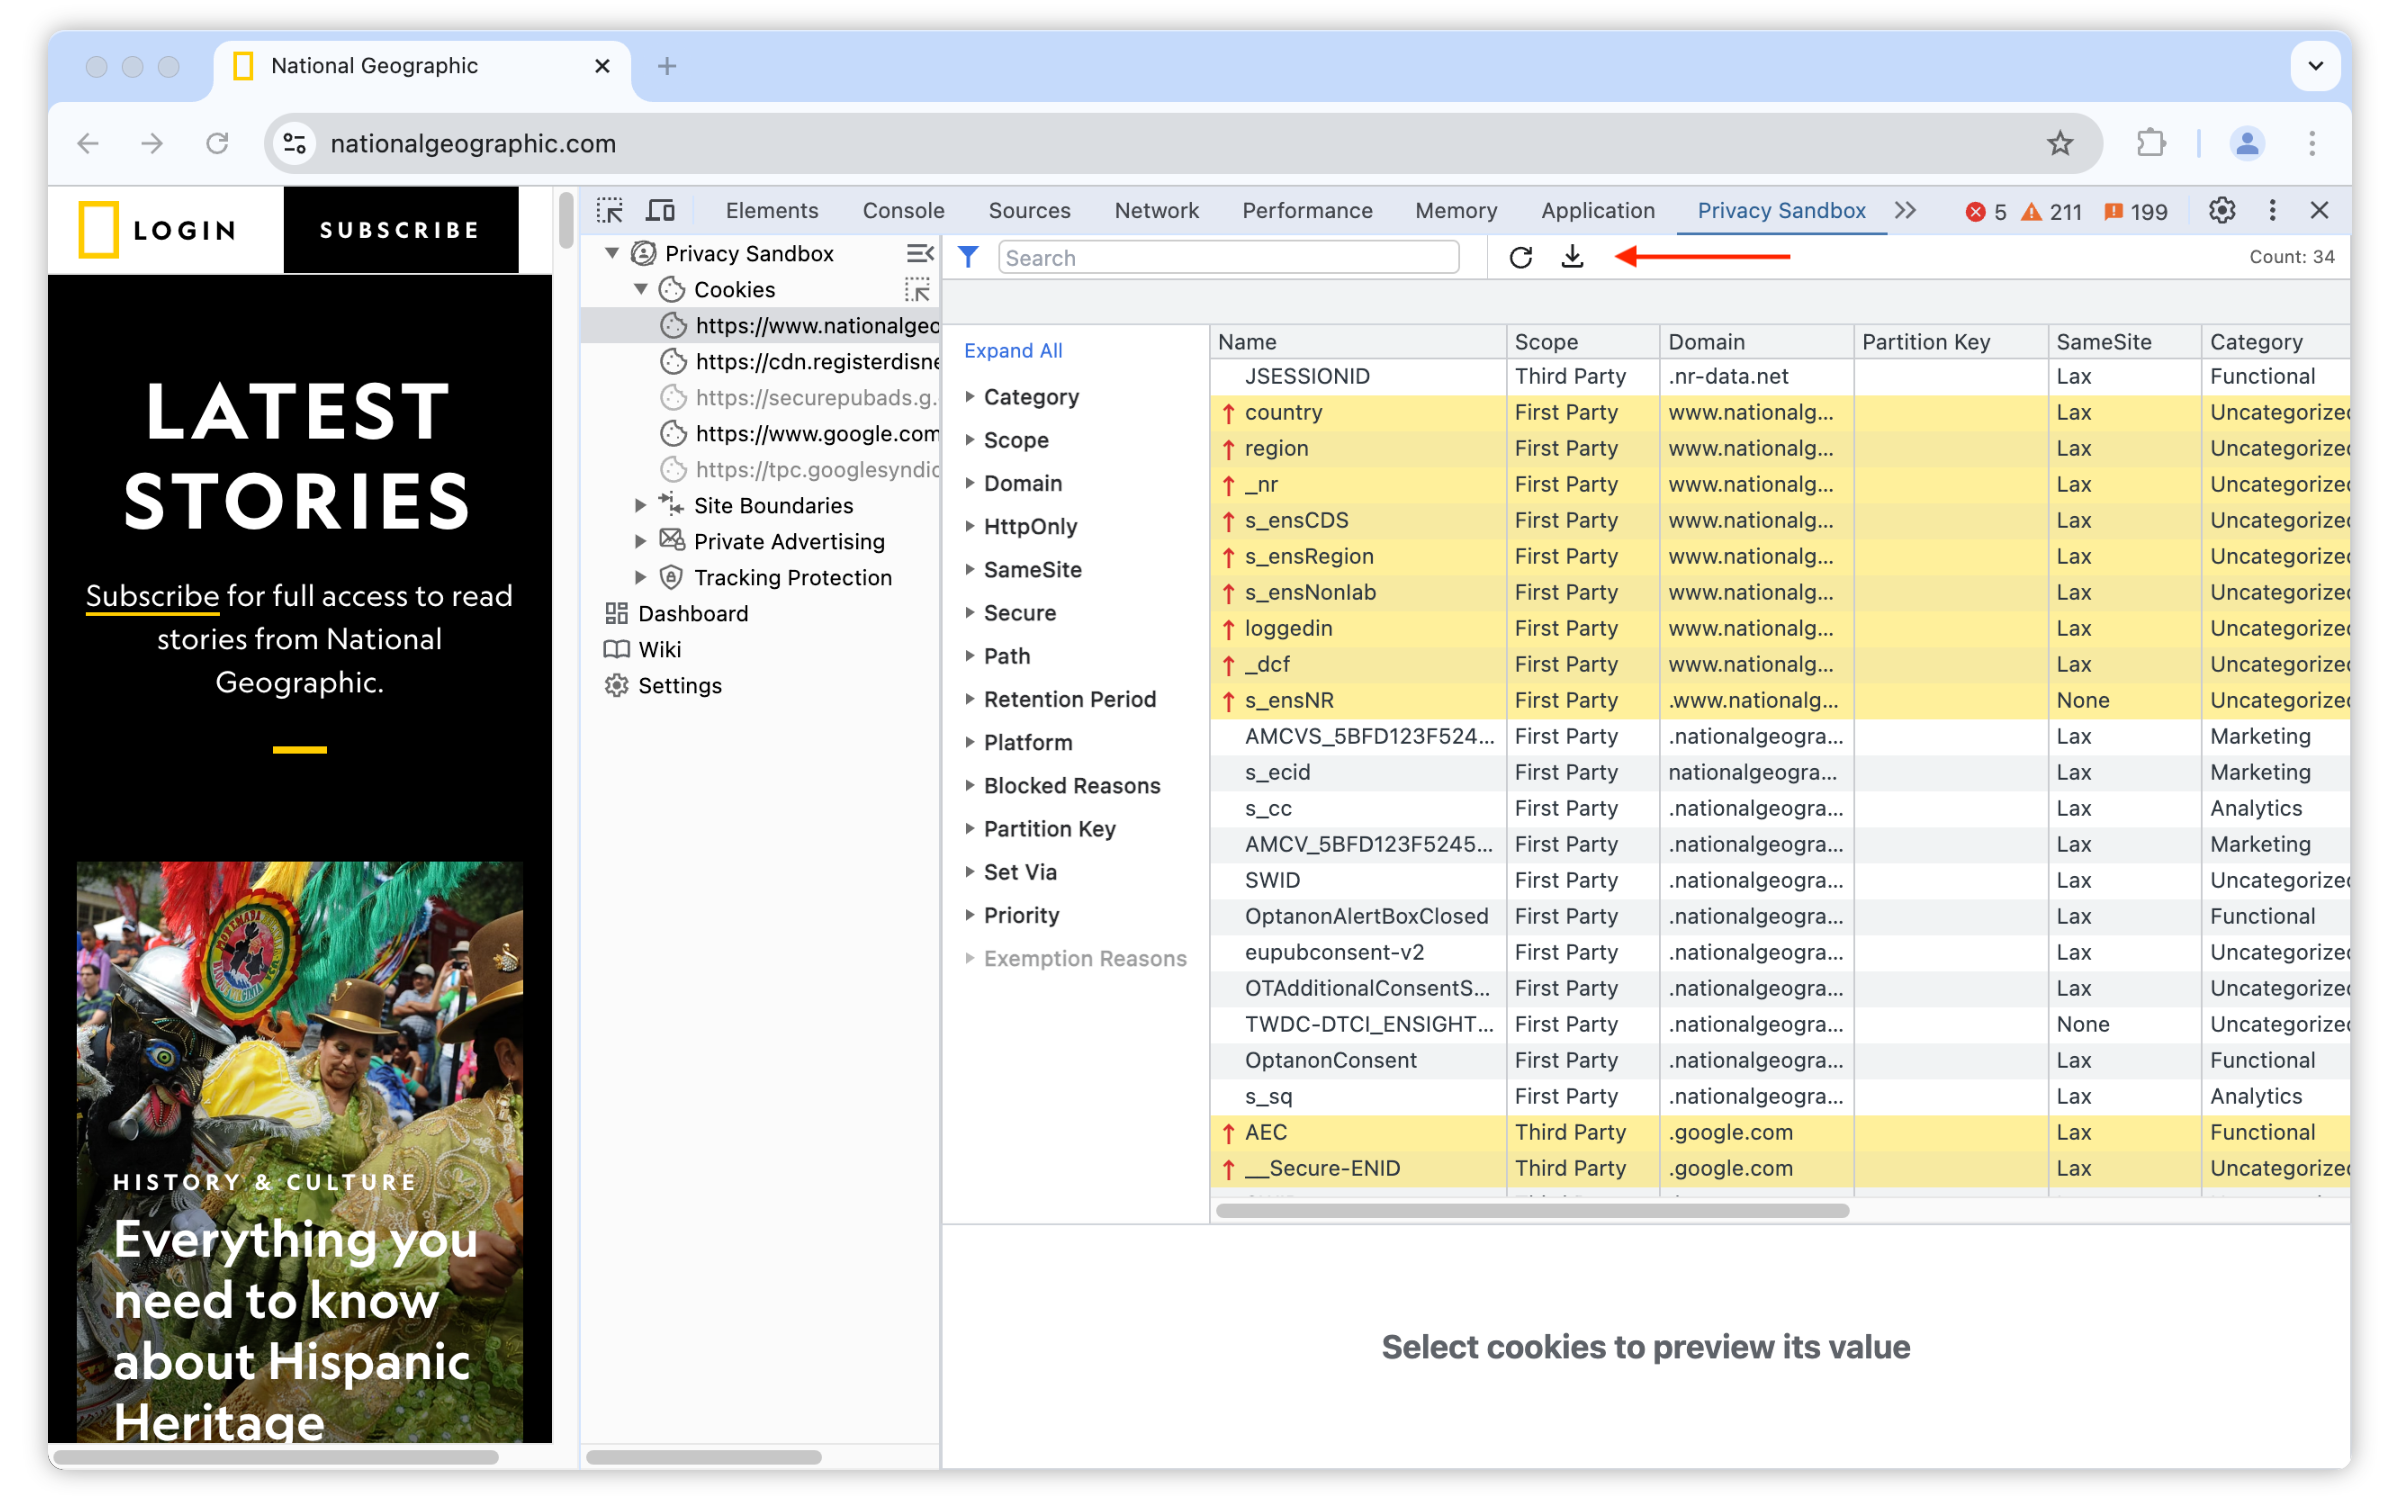 National Geographic
nationalgeographic.com
LOGIN
SUBSCRIBE
LATEST
STORIES
Subscribe for full access to read
stories from National
Geographic.
HISTORY & CULTURE
Everything you
need to know
about Hispanic
Heritage
Elements Console Sources Network Performance Memory Application Privacy Sandbox 5 211 199
Privacy Sandbox
Cookies
https://www.nationalgeo
https://cdn.registerdisne
https://securepubads.g.
https://www.google.com
https://tpc.googlesyndic
Site Boundaries
Private Advertising
Tracking Protection
Dashboard
Wiki
Settings
Search
Count: 34
Expand All
Category
Scope
Domain
HttpOnly
SameSite
Secure
Path
Retention Period
Platform
Blocked Reasons
Partition Key
Set Via
Priority
Exemption Reasons
Name Scope Domain Partition Key SameSite Category
JSESSIONID Third Party .nr-data.net Lax Functional
country First Party www.nationalg... Lax Uncategorized
region First Party www.nationalg... Lax Uncategorized
_nr First Party www.nationalg... Lax Uncategorized
s_ensCDS First Party www.nationalg... Lax Uncategorized
s_ensRegion First Party www.nationalg... Lax Uncategorized
s_ensNonlab First Party www.nationalg... Lax Uncategorized
loggedin First Party www.nationalg... Lax Uncategorized
_dcf First Party www.nationalg... Lax Uncategorized
s_ensNR First Party .www.nationalg... None Uncategorized
AMCVS_5BFD123F524... First Party .nationalgeogra... Lax Marketing
s_ecid First Party nationalgeogra... Lax Marketing
s_cc First Party .nationalgeogra... Lax Analytics
AMCV_5BFD123F5245... First Party .nationalgeogra... Lax Marketing
SWID First Party .nationalgeogra... Lax Uncategorized
OptanonAlertBoxClosed First Party .nationalgeogra... Lax Functional
eupubconsent-v2 First Party .nationalgeogra... Lax Uncategorized
OTAdditionalConsentS... First Party .nationalgeogra... Lax Uncategorized
TWDC-DTCI_ENSIGHT... First Party .nationalgeogra... None Uncategorized
OptanonConsent First Party .nationalgeogra... Lax Functional
s_sq First Party .nationalgeogra... Lax Analytics
AEC Third Party .google.com Lax Functional
__Secure-ENID Third Party .google.com Lax Uncategorized
Select cookies to preview its value